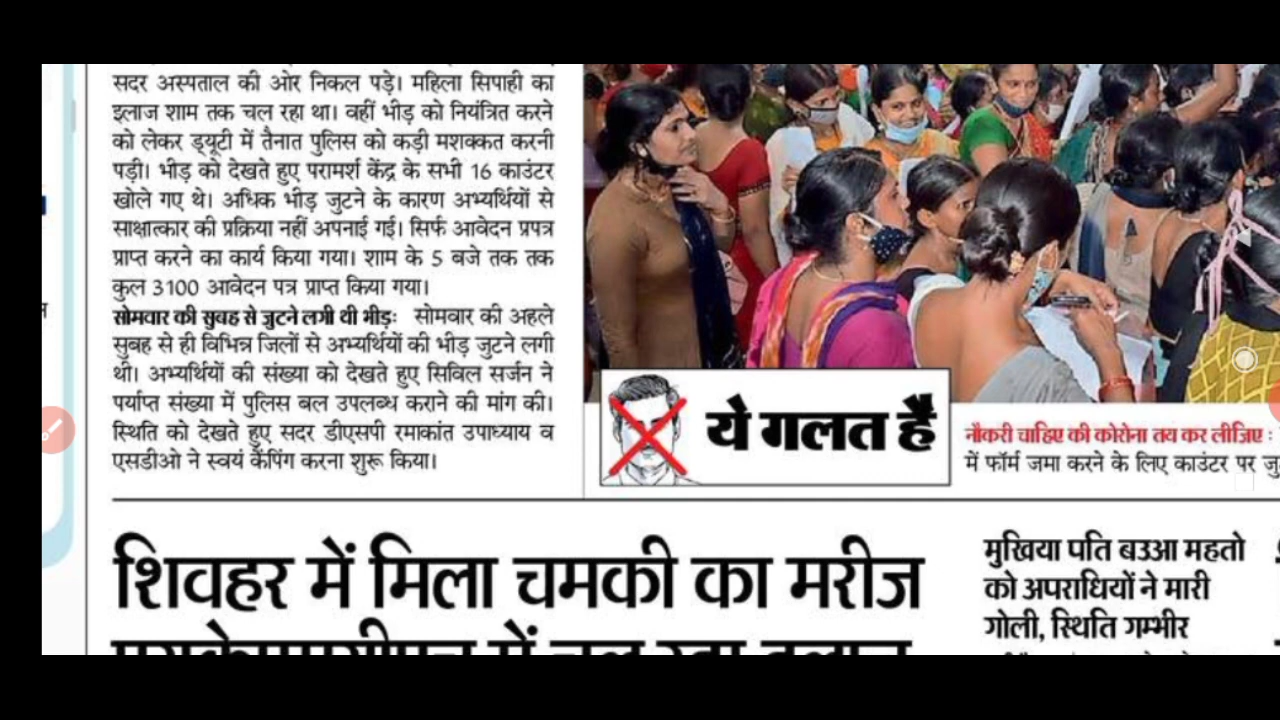 सदर अस्पताल की ओर निकल पड़े। महिला सिपाही का
इलाज शाम तक चल रहा था। वहीं भीड़ को नियंत्रित करने
को लेकर ड्यूटी में तैनात पुलिस को कड़ी मशक्कत करनी
पड़ी। भीड़ को देखते हुए परामर्श केंद्र के सभी 16 काउंटर
खोले गए थे। अधिक भीड़ जुटने के कारण अभ्यर्थियों से
साक्षात्कार की प्रक्रिया नहीं अपनाई गई। सिर्फ आवेदन प्रपत्र
प्राप्त करने का कार्य किया गया। शाम के 5 बजे तक तक
कुल 3100 आवेदन पत्र प्राप्त किया गया।
सोमवार की सुबह से जुटने लगी थी भीड़: सोमवार की अहले
सुबह से ही विभिन्न जिलों से अभ्यर्थियों की भीड़ जुटने लगी
थी। अभ्यर्थियों की संख्या को देखते हुए सिविल सर्जन ने
पर्याप्त संख्या में पुलिस बल उपलब्ध कराने की मांग की।
स्थिति को देखते हुए सदर डीएसपी रमाकांत उपाध्याय व
एसडीओ ने स्वयं कैंपिंग करना शुरू किया।
ये गलत है
नौकरी चाहिए की कोरोना तय कर लीजिए :
में फॉर्म जमा करने के लिए काउंटर पर
शिवहर में मिला चमकी का मरीज
मुखिया पति बउआ महतो
को अपराधियों ने मारी
गोली, स्थिति गम्भीर